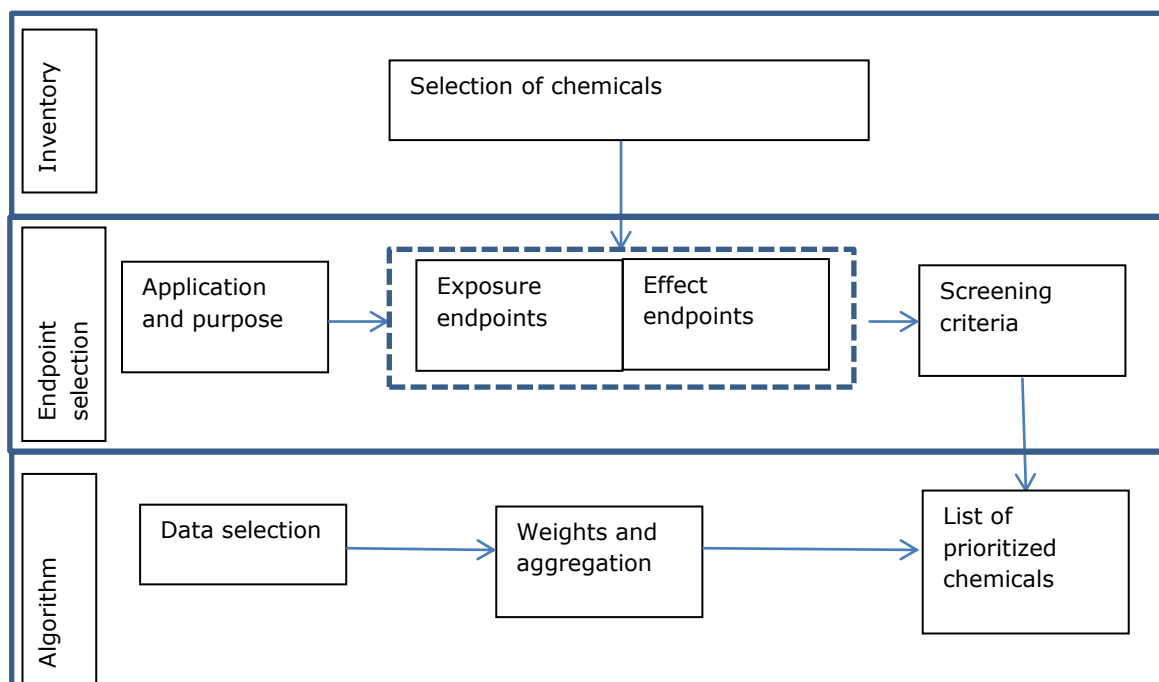 Inventory
Selection of chemicals
Endpoint
selection
Application
and purpose
Exposure
endpoints
Effect
endpoints
Screening
criteria
Algorithm
Data selection
Weights and
aggregation
List of
prioritized
chemicals